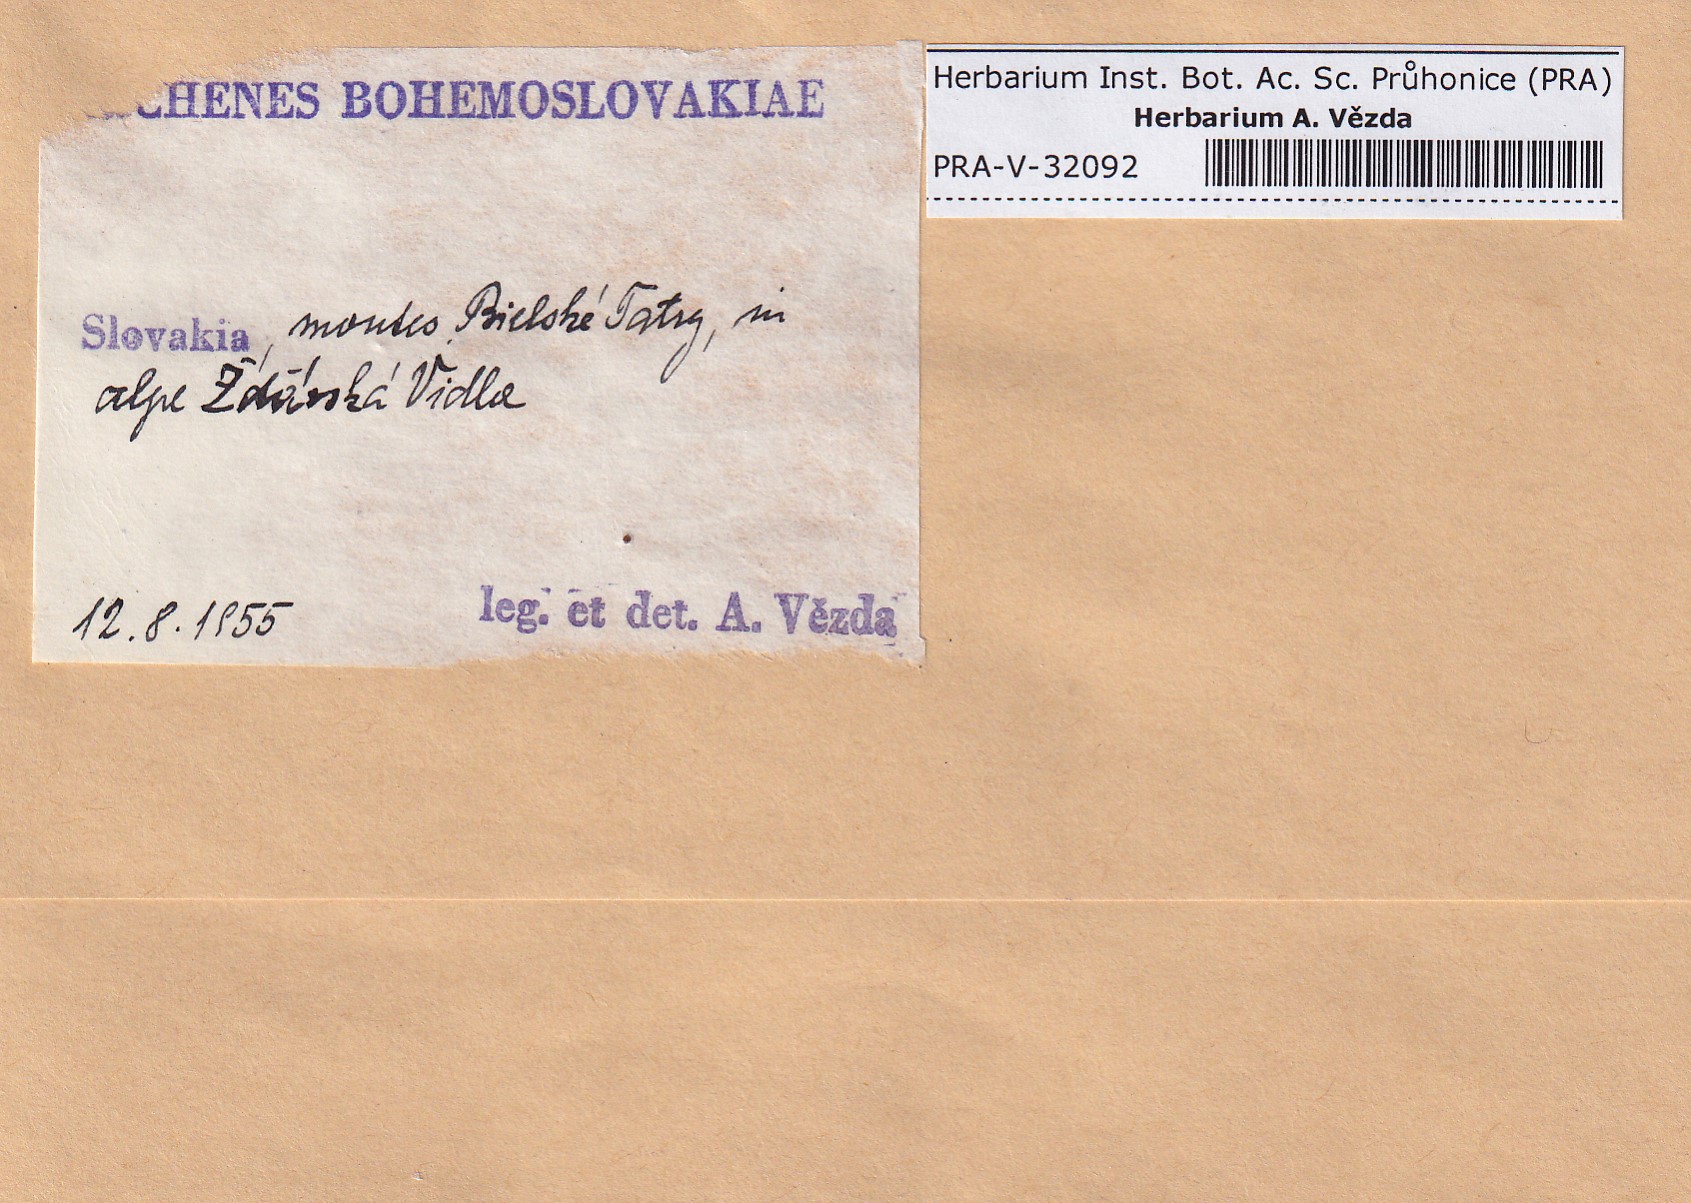 CHENES BOHEMOSLOVAKIAE
Slovakia, montes Bielské Tatry, in
alpe Ždárská Vidla
12.8.1955
leg. et det. A. Vězda
Herbarium Inst. Bot. Ac. Sc. Průhonice (PRA)
Herbarium A. Vězda
PRA-V-32092